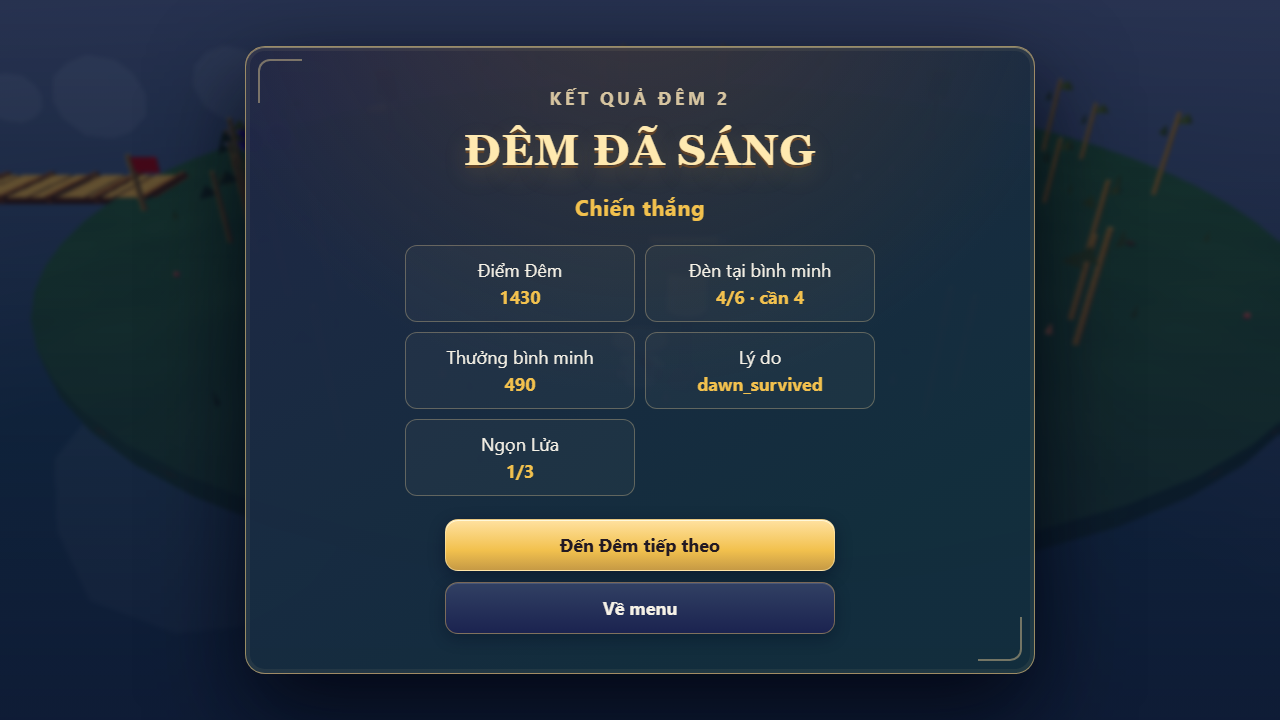 KẾT QUẢ ĐÊM 2
ĐÊM ĐÃ SÁNG
Chiến thắng
Điểm Đêm
1430
Đèn tại bình minh
4/6 · cần 4
Thưởng bình minh
490
Lý do
dawn_survived
Ngọn Lửa
1/3
Đến Đêm tiếp theo
Về menu